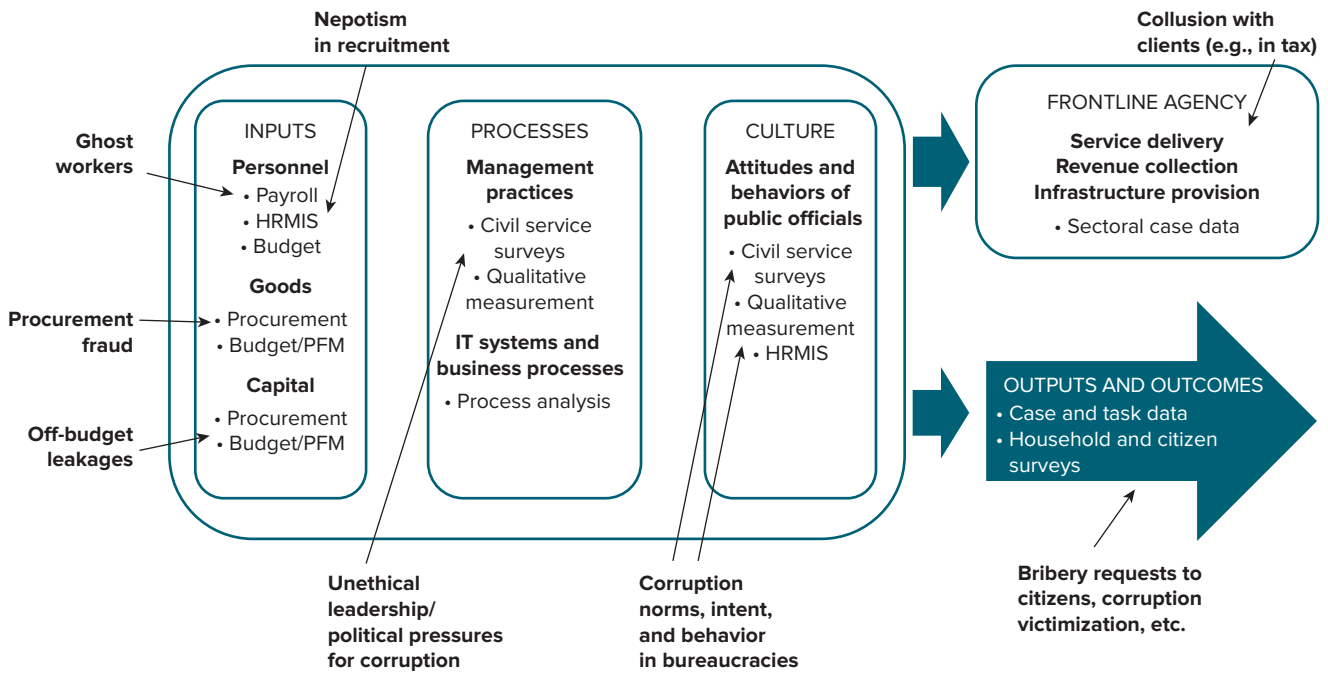 Nepotism
in recruitment
Collusion with
clients (e.g., in tax)
Ghost
workers
Procurement
fraud
Off-budget
leakages
INPUTS
Personnel
• Payroll
• HRMIS
• Budget
Goods
• Procurement
• Budget/PFM
Capital
• Procurement
• Budget/PFM
PROCESSES
Management
practices
• Civil service
surveys
• Qualitative
measurement
IT systems and
business processes
• Process analysis
CULTURE
Attitudes and
behaviors of
public officials
• Civil service
surveys
• Qualitative
measurement
• HRMIS
FRONTLINE AGENCY
Service delivery
Revenue collection
Infrastructure provision
• Sectoral case data
OUTPUTS AND OUTCOMES
• Case and task data
• Household and citizen
surveys
Unethical
leadership/
political pressures
for corruption
Corruption
norms, intent,
and behavior
in bureaucracies
Bribery requests to
citizens, corruption
victimization, etc.